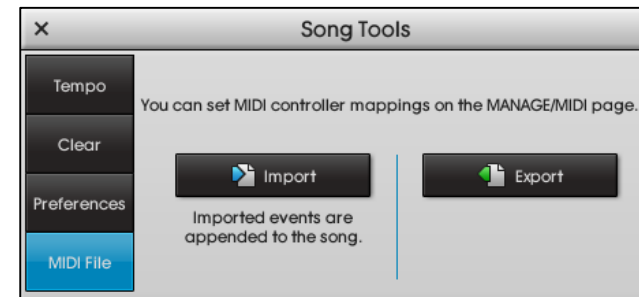 Song Tools
Tempo
Clear
Preferences
MIDI File
You can set MIDI controller mappings on the MANAGE/MIDI page.
Import
Imported events are
appended to the song.
Export